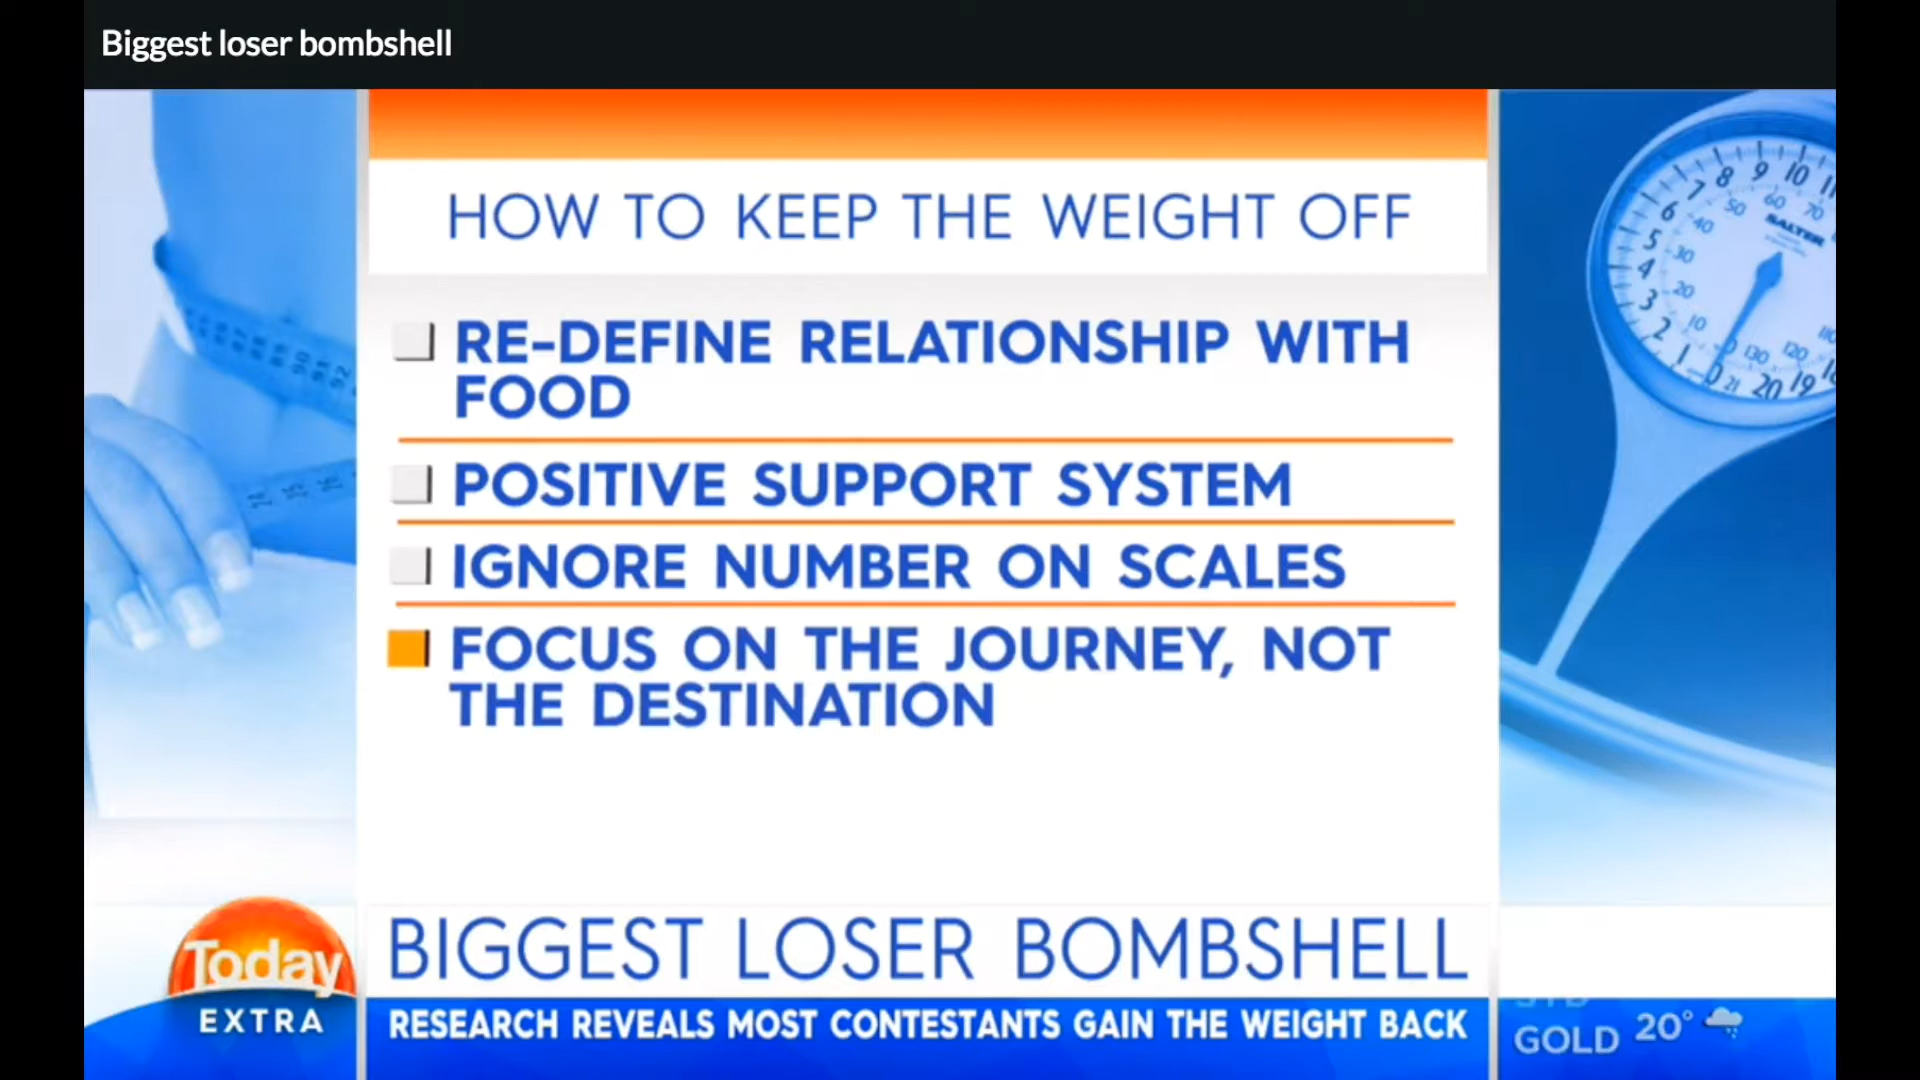 Biggest loser bombshell
HOW TO KEEP THE WEIGHT OFF
RE-DEFINE RELATIONSHIP WITH
FOOD
POSITIVE SUPPORT SYSTEM
IGNORE NUMBER ON SCALES
FOCUS ON THE JOURNEY, NOT
THE DESTINATION
SALTER
Today
EXTRA
BIGGEST LOSER BOMBSHELL
RESEARCH REVEALS MOST CONTESTANTS GAIN THE WEIGHT BACK
GOLD 20°